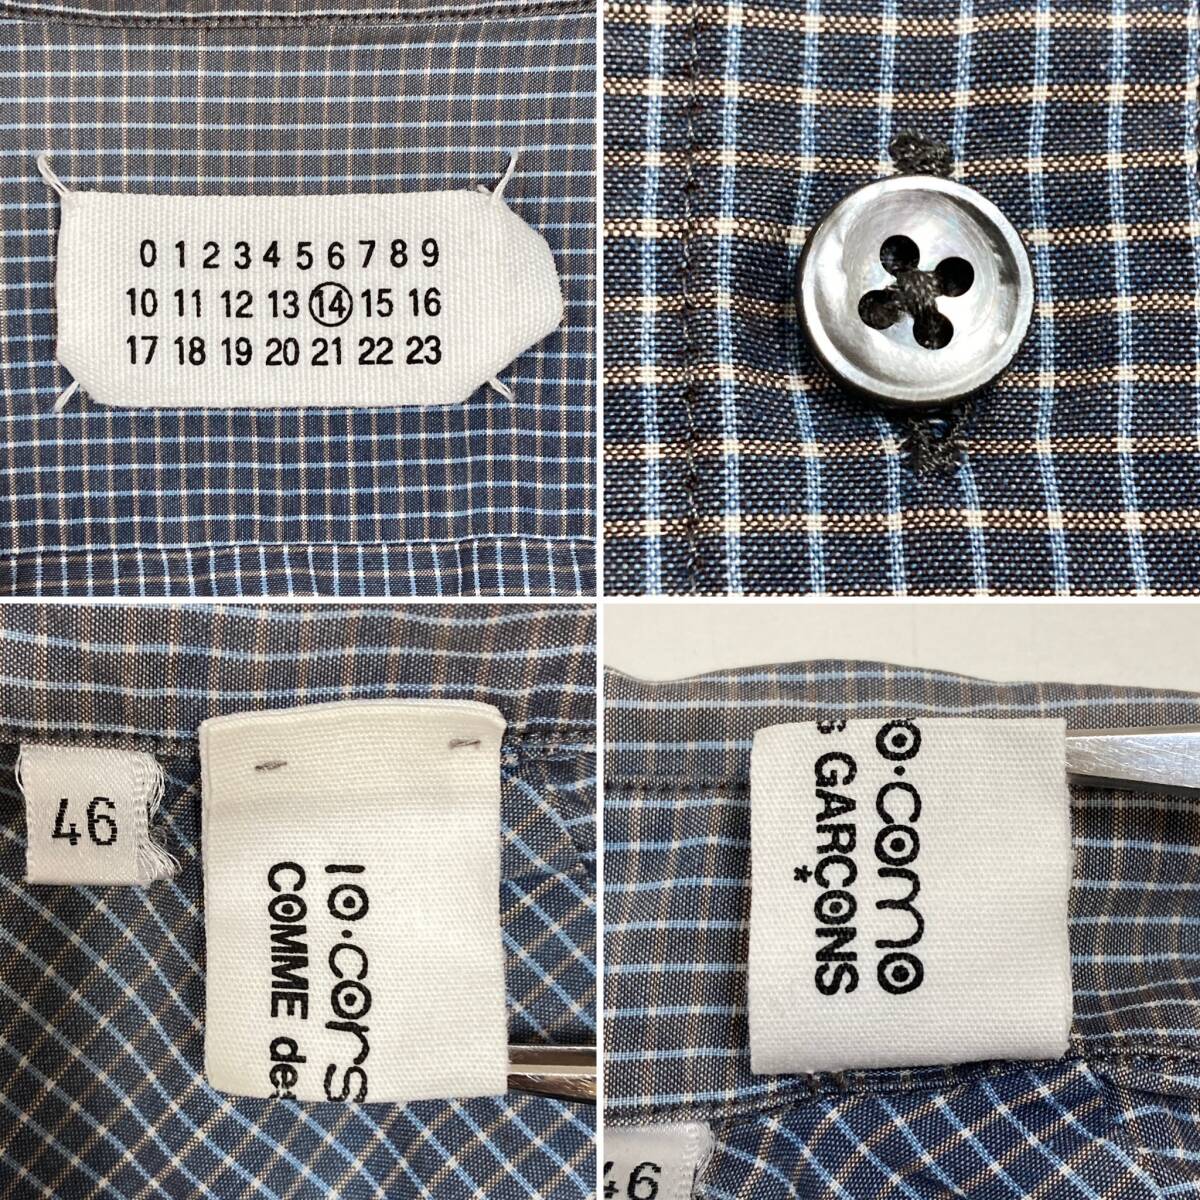 0 1 2 3 4 5 6 7 8 9
10 11 12 13 14 15 16
17 18 19 20 21 22 23
46
10·cors
COMME des
o·como
s GARÇONS
46